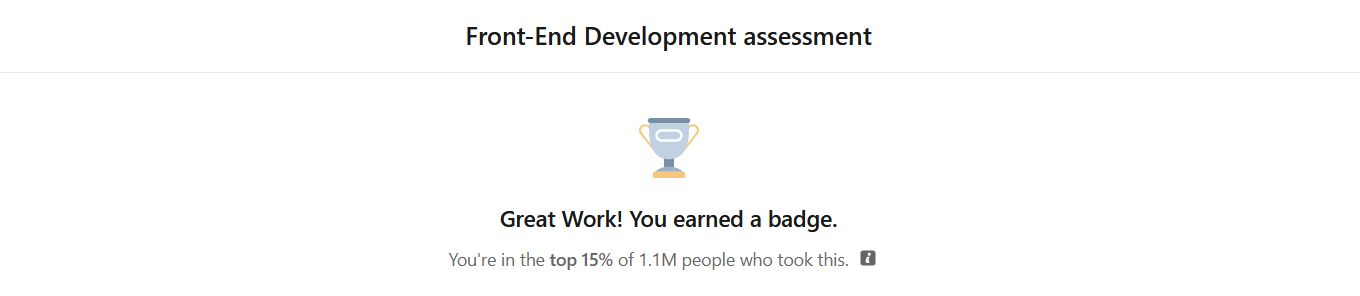 Front-End Development assessment
Great Work! You earned a badge.
You're in the top 15% of 1.1M people who took this. i